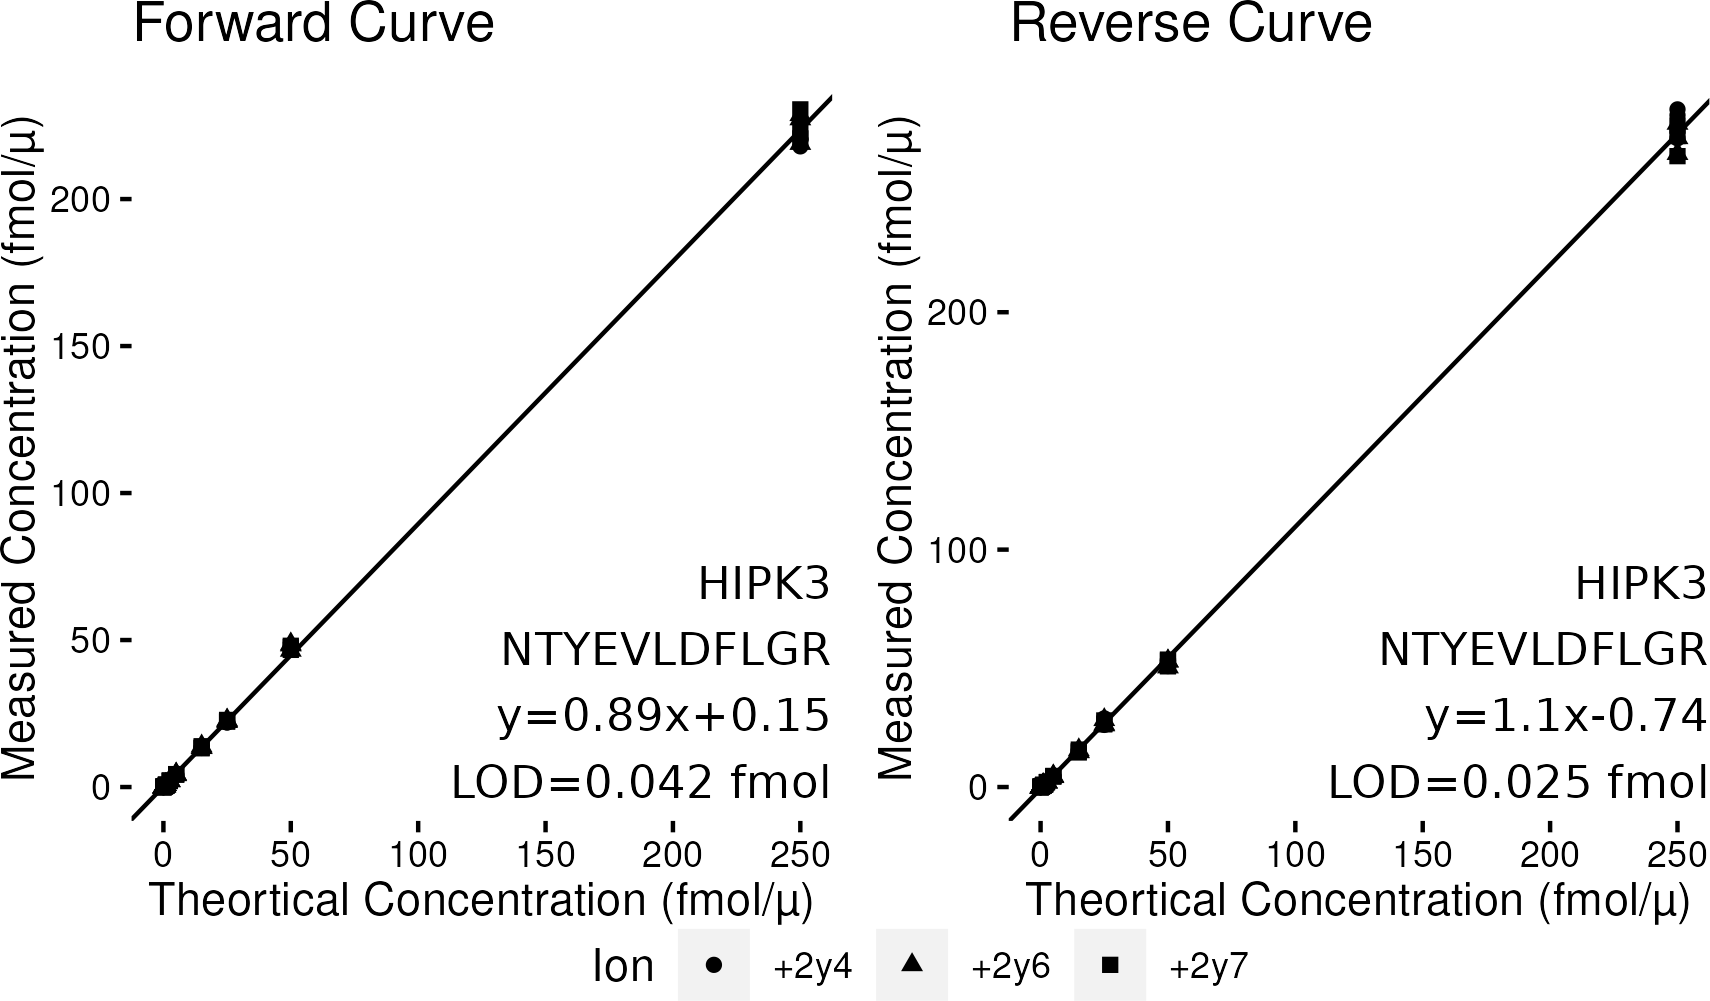 Forward Curve
Measured Concentration (fmol/µ)
200
150
100
50
0
HIPK3
NTYEVLDFLGR
y=0.89x+0.15
LOD=0.042 fmol
0 50 100 150 200 250
Theortical Concentration (fmol/µ)
Reverse Curve
Measured Concentration (fmol/µ)
200
100
0
HIPK3
NTYEVLDFLGR
y=1.1x-0.74
LOD=0.025 fmol
0 50 100 150 200 250
Theortical Concentration (fmol/µ)
Ion +2y4 +2y6 +2y7